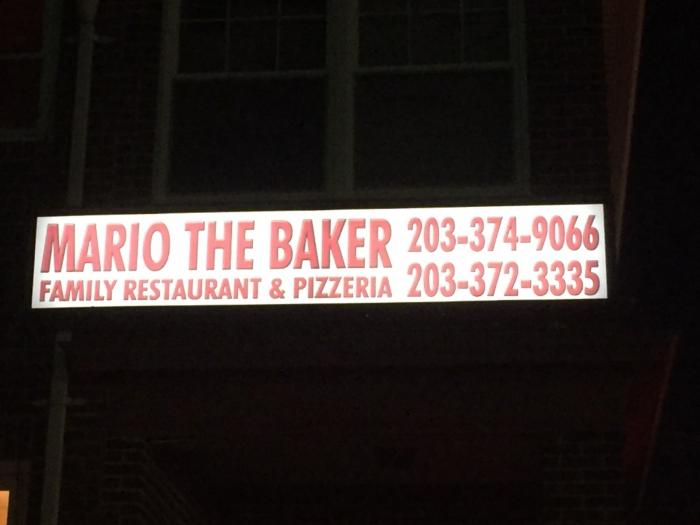 MARIO THE BAKER
FAMILY RESTAURANT & PIZZERIA
203-374-9066
203-372-3335